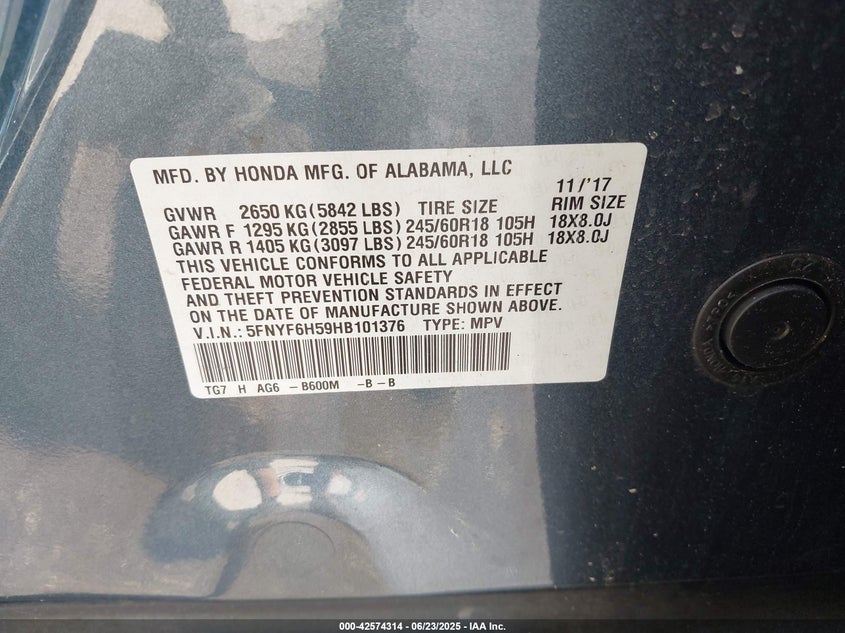 MFD. BY HONDA MFG. OF ALABAMA, LLC
11/'17
GVWR 2650 KG(5842 LBS) TIRE SIZE RIM SIZE
GAWR F 1295 KG(2855 LBS)245/60R18 105H 18X8.0J
GAWR R 1405 KG(3097 LBS)245/60R18 105H 18X8.0J
THIS VEHICLE CONFORMS TO ALL APPLICABLE
FEDERAL MOTOR VEHICLE SAFETY
AND THEFT PREVENTION STANDARDS IN EFFECT
ON THE DATE OF MANUFACTURE SHOWN ABOVE.
V.I.N.: 5FNYF6H59HB101376 TYPE: MPV
TG7 H AG6 -B600M -B-B
000-42574314 - 06/23/2025 - IAA Inc.